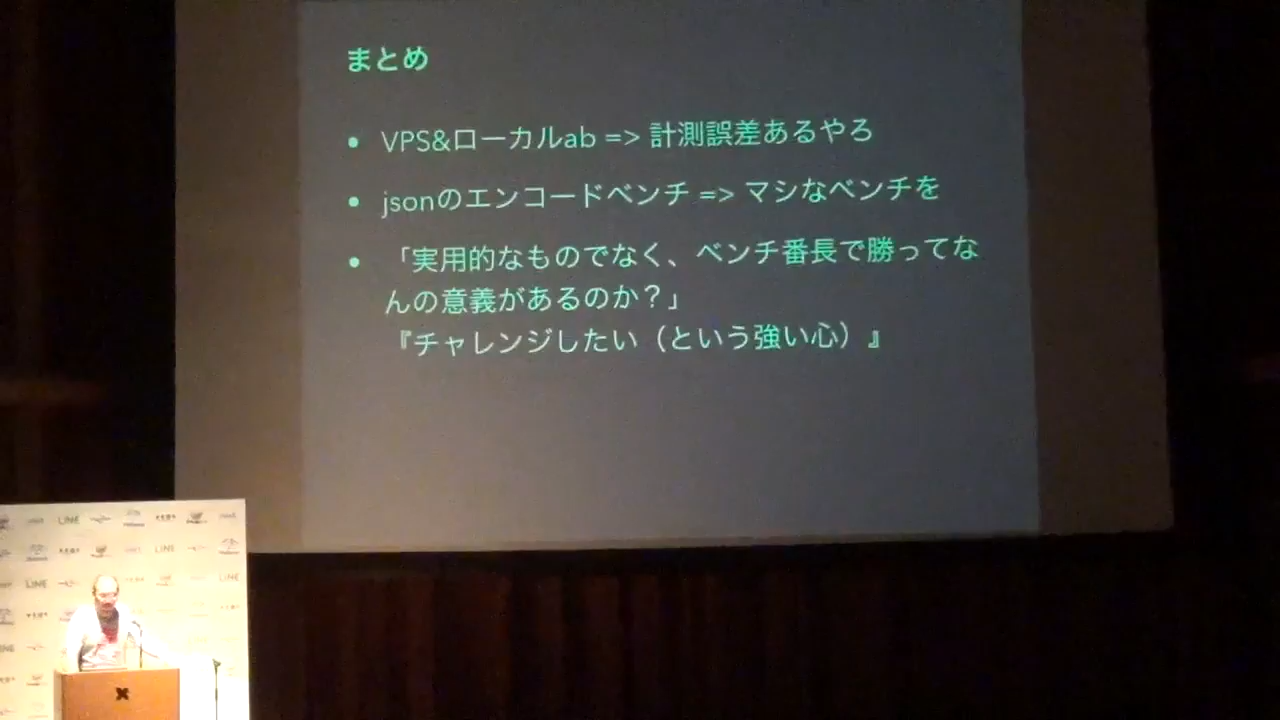 まとめ
• VPS&ローカルab => 計測誤差あるやろ
• jsonのエンコードベンチ => マシなベンチを
• 「実用的なものでなく、ベンチ番長で勝ってな
んの意義があるのか？」
『チャレンジしたい（という強い心）』
LINE
LINE
LINE
LINE